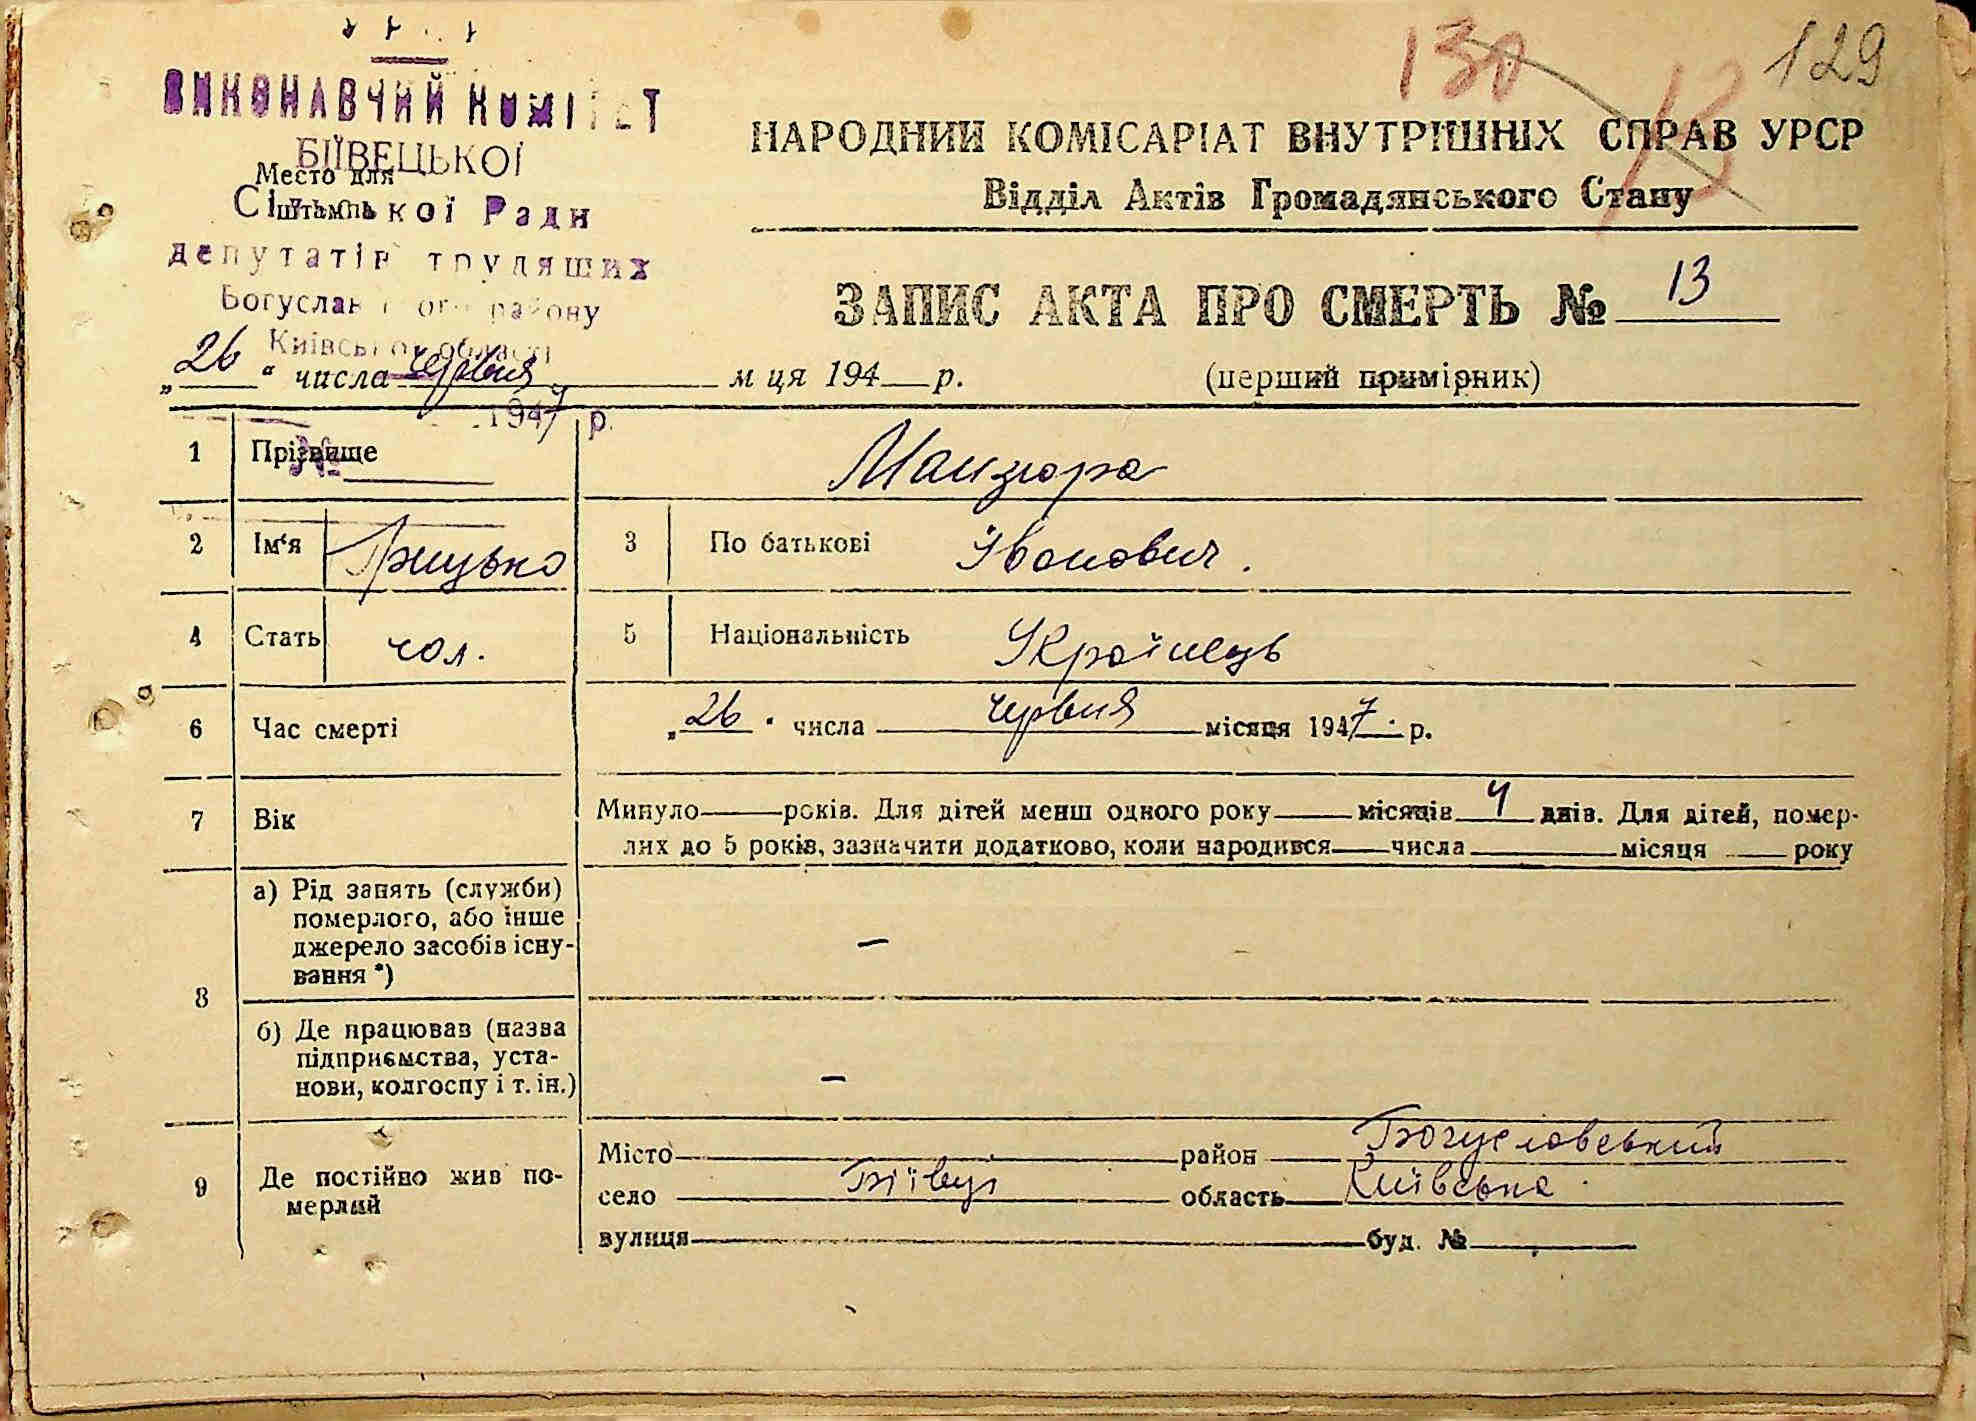 130 13 129
ВИКОНАВЧИЙ КОМІТЕТ
БІЇВЕЦЬКОЇ
Место для
штампа
Сільської Ради
депутатів трудящих
Богуславського району
Київської області
1947 р.
№
НАРОДНИЙ КОМІСАРІАТ ВНУТРІШНІХ СПРАВ УРСР
Відділ Актів Громадянського Стану
ЗАПИС АКТА ПРО СМЕРТЬ № 13
„26“ числа червня м ця 194 р.
(перший примірник)
1 Прізвище Манзюра
2 Ім‘я Грицько 3 По батькові Іванович.
4 Стать чол. 5 Національність Українець
6 Час смерті „26“ числа червня місяця 1947 р.
7 Вік Минуло років. Для дітей менш одного року місяців 4 днів. Для дітей, помер-
лих до 5 років, зазначити додатково, коли народився числа місяця року
8 а) Рід занять (служби)
померлого, або інше
джерело засобів існу-
вання *) –
б) Де працював (назва
підприємства, уста-
нови, колгоспу і т. ін.) –
9 Де постійно жив по-
мерлий
Місто район Богуславський
село Біївці область Київська
вулиця буд. №